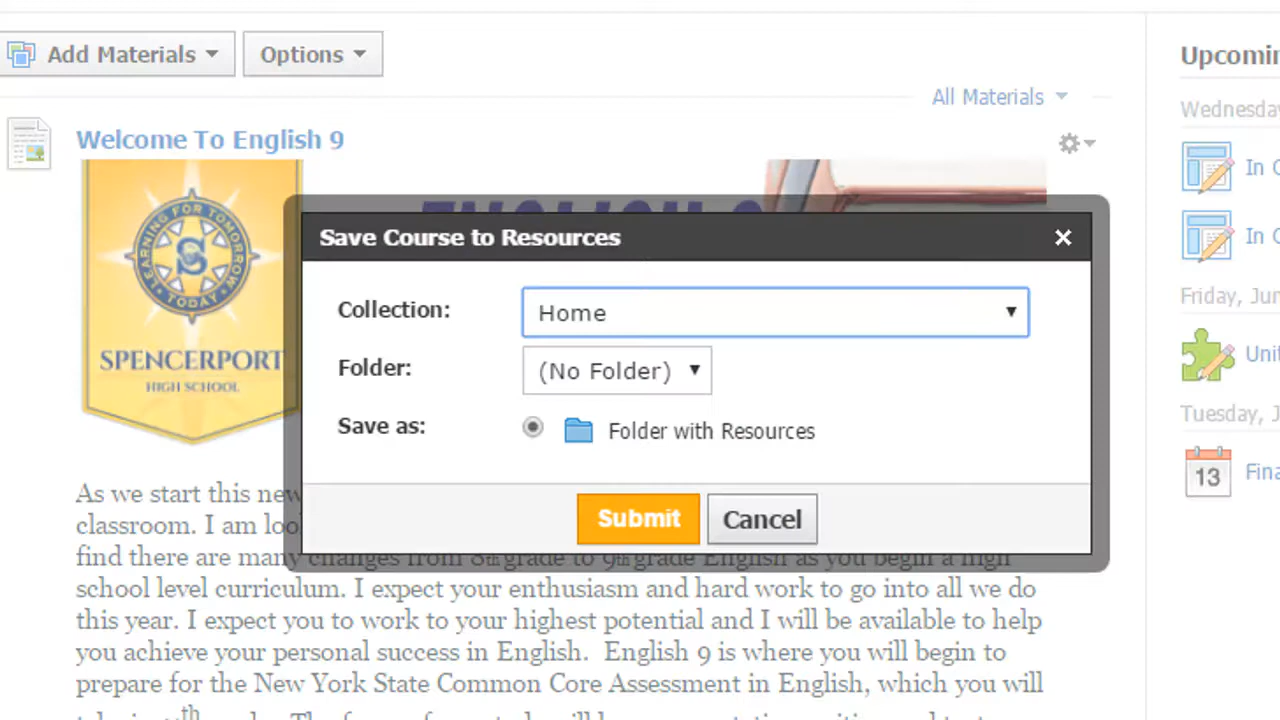 Add Materials
Options
Upcomin
All Materials
Wednesday
Welcome To English 9
In C
LEARNING FOR TOMORROW
S
TODAY
In C
Save Course to Resources
Friday, Jun
Collection:
Home
SPENCERPORT
HIGH SCHOOL
Unit
Folder:
(No Folder)
Tuesday, J
Save as:
Folder with Resources
13
Fina
Submit
Cancel
As we start this new
classroom. I am loo
find there are many changes from 8th grade to 9th grade English as you begin a high
school level curriculum. I expect your enthusiasm and hard work to go into all we do
this year. I expect you to work to your highest potential and I will be available to help
you achieve your personal success in English.  English 9 is where you will begin to
prepare for the New York State Common Core Assessment in English, which you will